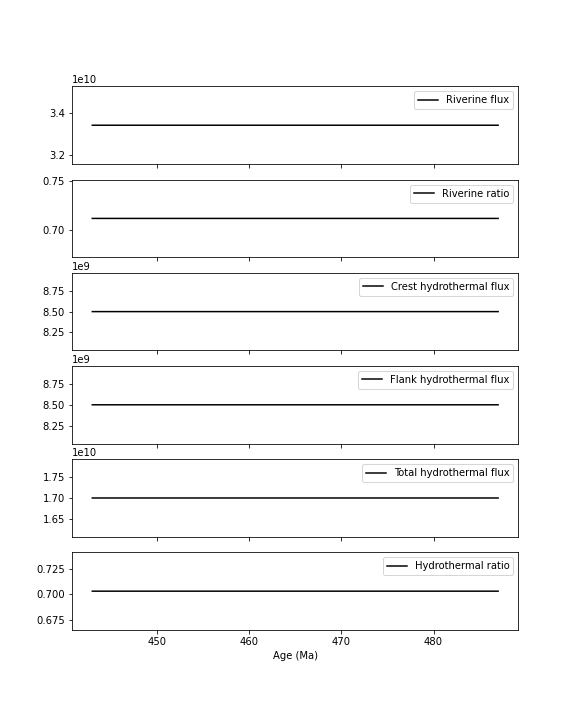 1e10
Riverine flux
3.4
3.2
0.75
Riverine ratio
0.70
1e9
Crest hydrothermal flux
8.75
8.50
8.25
1e9
Flank hydrothermal flux
8.75
8.50
8.25
1e10
Total hydrothermal flux
1.75
1.70
1.65
Hydrothermal ratio
0.725
0.700
0.675
450 460 470 480
Age (Ma)